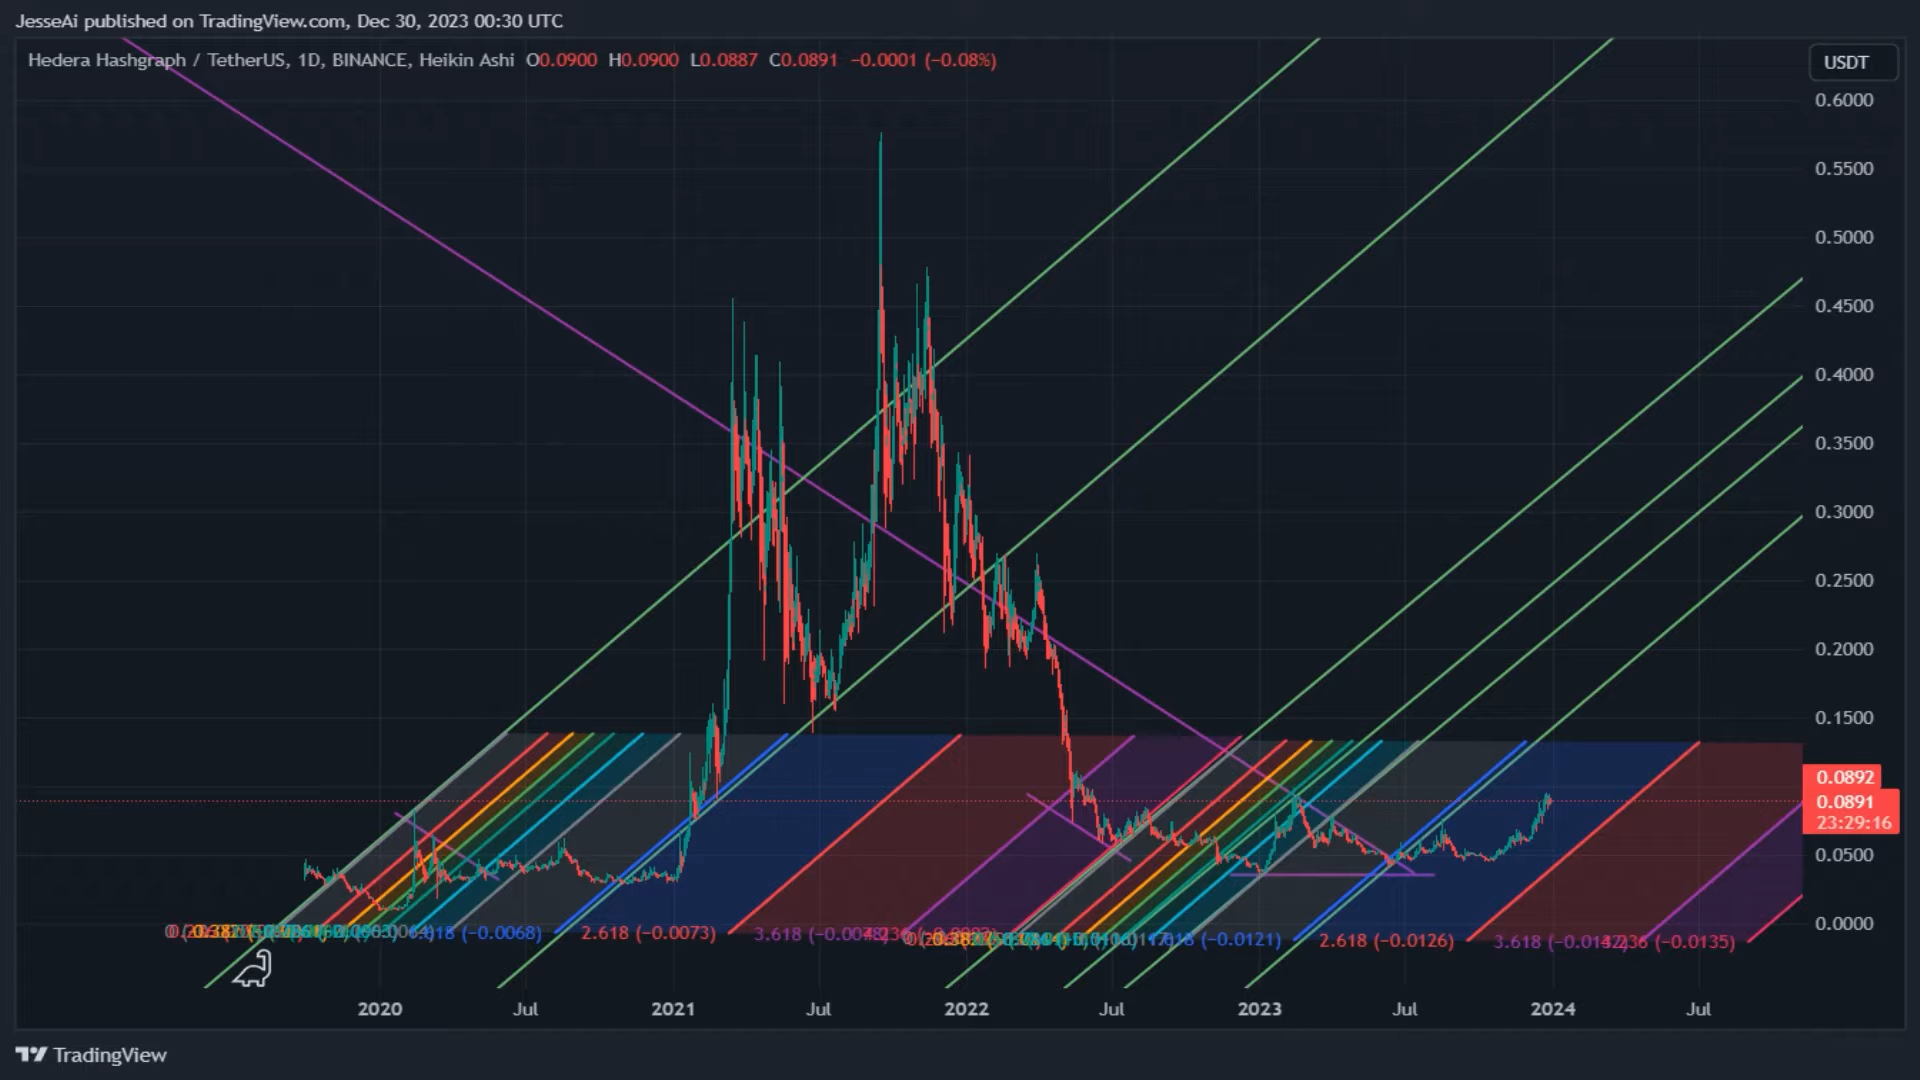 JesseAi published on TradingView.com, Dec 30, 2023 00:30 UTC
Hedera Hashgraph / TetherUS, 1D, BINANCE, Heikin Ashi O0.0900 H0.0900 L0.0887 C0.0891 −0.0001 (−0.08%)
USDT
0.6000
0.5500
0.5000
0.4500
0.4000
0.3500
0.3000
0.2500
0.2000
0.1500
0.0892
0.0891
23:29:16
0.0500
0.0000
(−0.0068) 2.618 (−0.0073) 3.618
(−0.0121) 2.618 (−0.0126) 3.618 4.236 (−0.0135)
2020 Jul 2021 Jul 2022 Jul 2023 Jul 2024 Jul
TradingView